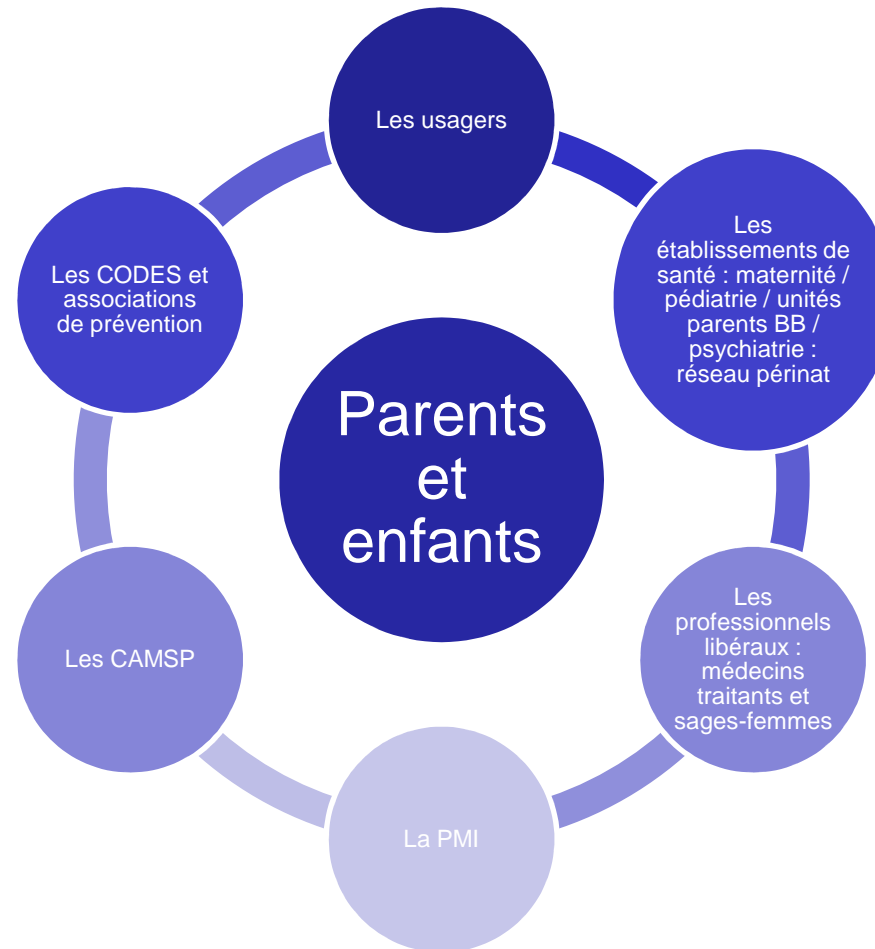 Les usagers
Les
établissements de
santé : maternité /
pédiatrie / unités
parents BB /
psychiatrie :
réseau périnat
Les CODES et
associations
de prévention
Parents
et
enfants
Les
professionnels
libéraux :
médecins
traitants et
sages-femmes
Les CAMSP
La PMI